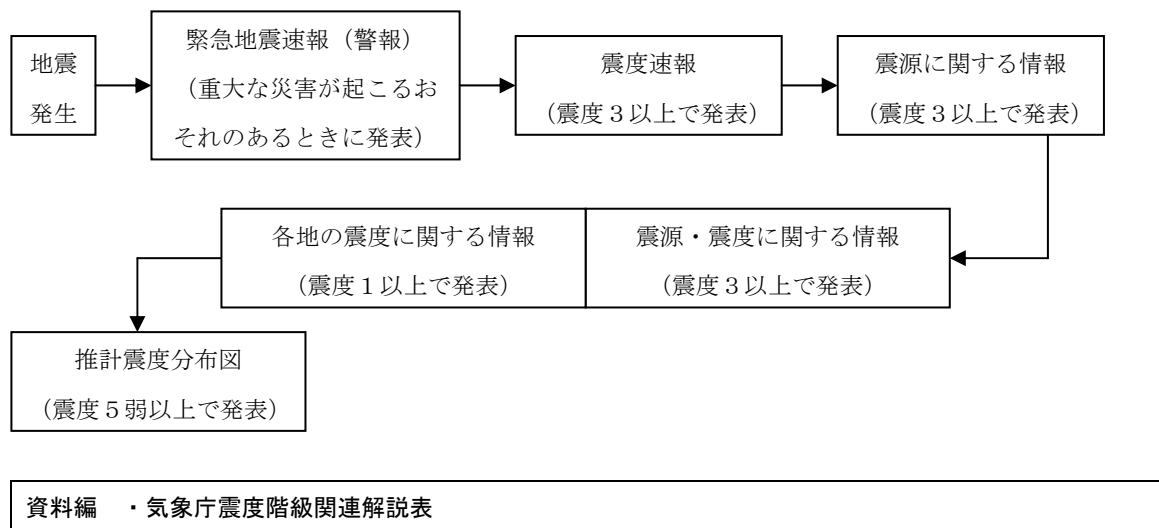 地震
発生
緊急地震速報（警報）
（重大な災害が起こるお
それのあるときに発表）
震度速報
（震度３以上で発表）
震源に関する情報
（震度３以上で発表）
各地の震度に関する情報
（震度１以上で発表）
震源・震度に関する情報
（震度３以上で発表）
推計震度分布図
（震度５弱以上で発表）
資料編　・気象庁震度階級関連解説表